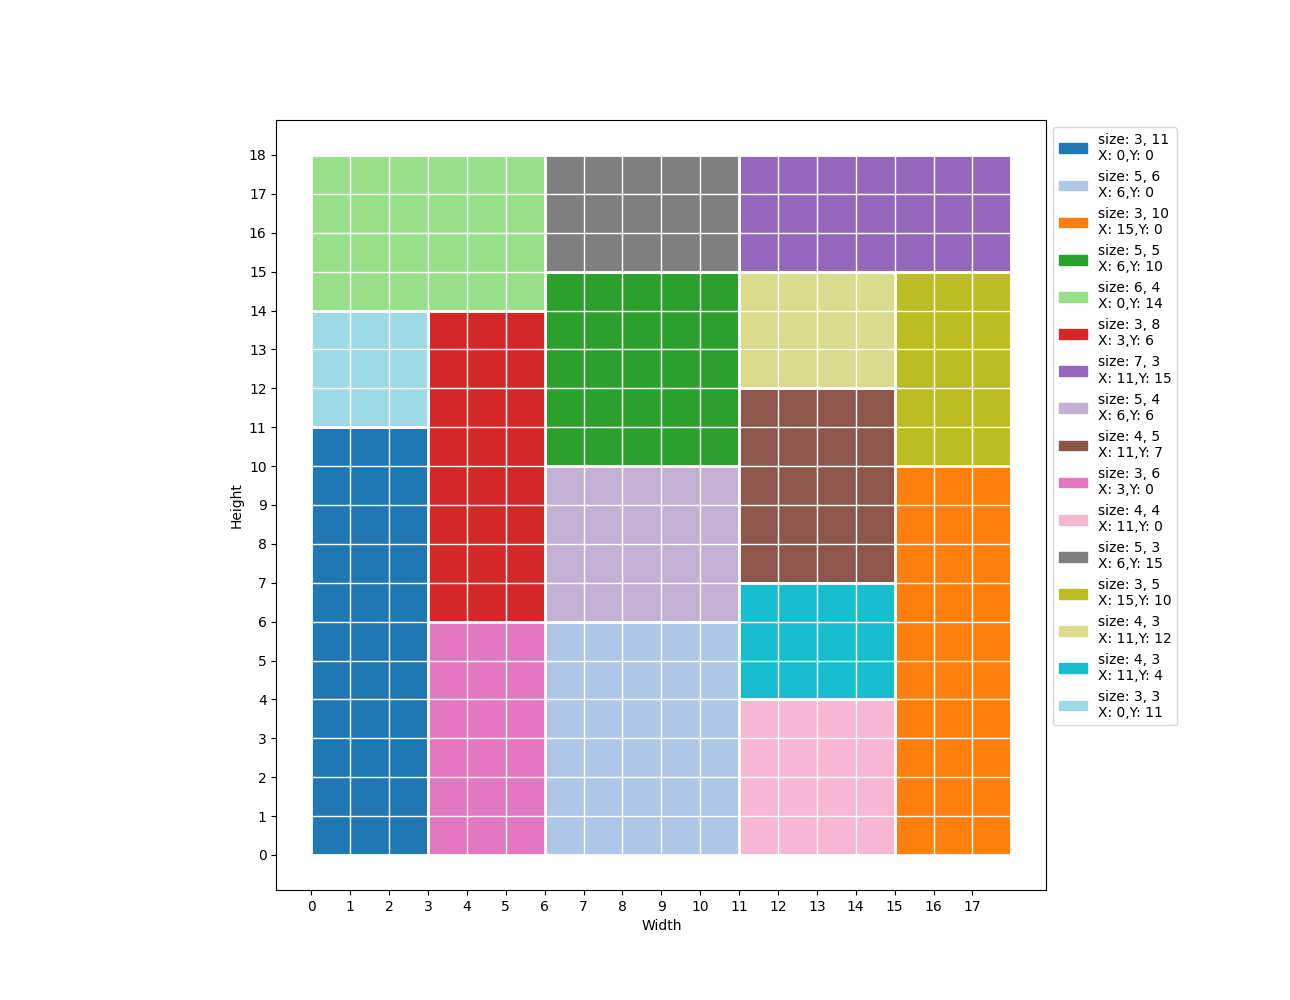 18
17
16
15
14
13
12
11
10
9
8
7
6
5
4
3
2
1
0
Height
0 1 2 3 4 5 6 7 8 9 10 11 12 13 14 15 16 17
Width
size: 3, 11
X: 0,Y: 0
size: 5, 6
X: 6,Y: 0
size: 3, 10
X: 15,Y: 0
size: 5, 5
X: 6,Y: 10
size: 6, 4
X: 0,Y: 14
size: 3, 8
X: 3,Y: 6
size: 7, 3
X: 11,Y: 15
size: 5, 4
X: 6,Y: 6
size: 4, 5
X: 11,Y: 7
size: 3, 6
X: 3,Y: 0
size: 4, 4
X: 11,Y: 0
size: 5, 3
X: 6,Y: 15
size: 3, 5
X: 15,Y: 10
size: 4, 3
X: 11,Y: 12
size: 4, 3
X: 11,Y: 4
size: 3, 3
X: 0,Y: 11